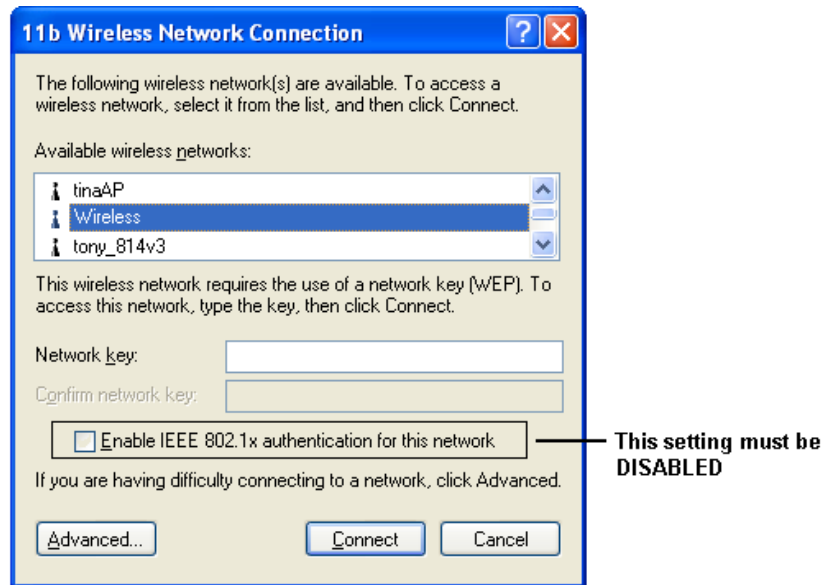 11b Wireless Network Connection
The following wireless network(s) are available. To access a
wireless network, select it from the list, and then click Connect.
Available wireless networks:
tinaAP
Wireless
tony_814v3
This wireless network requires the use of a network key (WEP). To
access this network, type the key, then click Connect.
Network key:
Confirm network key:
Enable IEEE 802.1x authentication for this network
This setting must be
DISABLED
If you are having difficulty connecting to a network, click Advanced.
Advanced... Connect Cancel